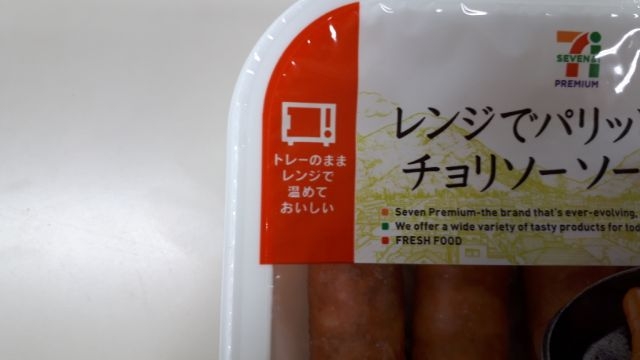 SEVEN&i
PREMIUM
レンジでパリッ
チョリソーソー
トレーのまま
レンジで
温めて
おいしい
Seven Premium-the brand that's ever-evolving,
We offer a wide variety of tasty products for
FRESH FOOD